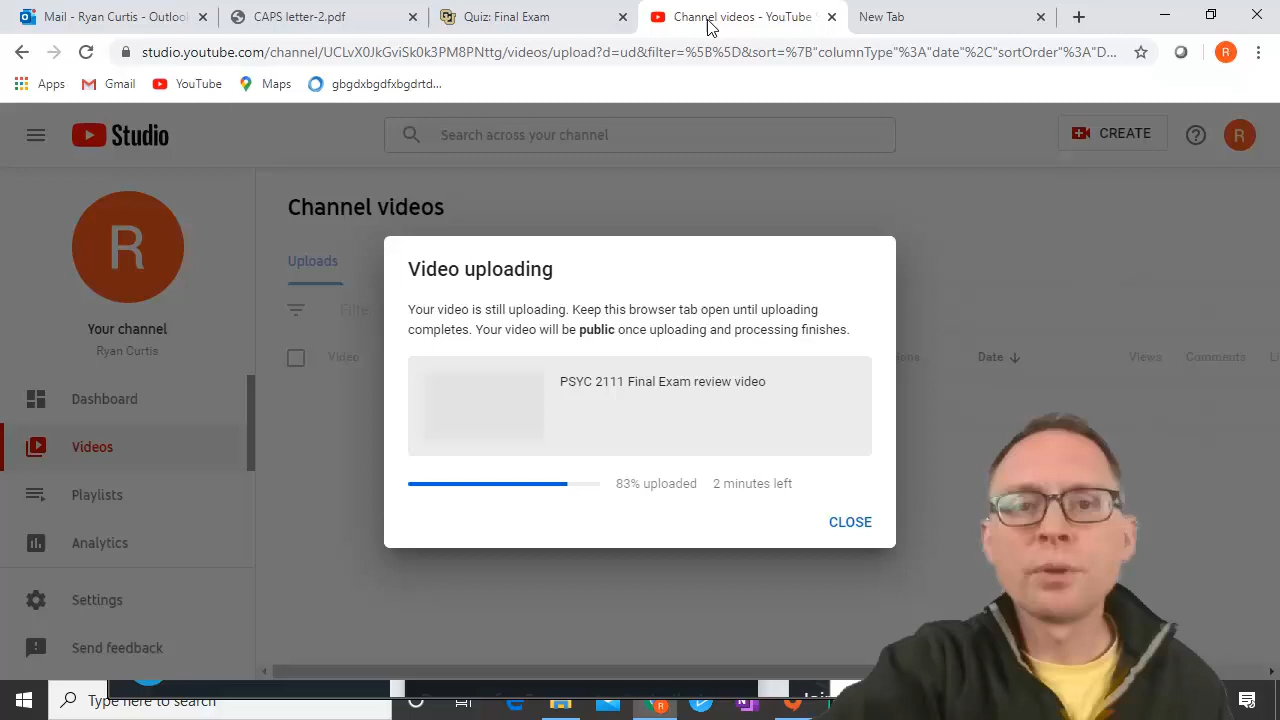 Mail - Ryan Curtis - Outlook
CAPS letter-2.pdf
Quiz: Final Exam
Channel videos - YouTube
New Tab
studio.youtube.com/channel/UCLvX0JkGviSk0k3PM8PNttg/videos/upload?d=ud&filter=%5B%5D&sort=%7B"columnType"%3A"date"%2C"sortOrder"%3A"D...
R
Apps
Gmail
YouTube
Maps
gbgdxbgdfxbgdrtd...
Studio
Search across your channel
CREATE
R
R
Your channel
Ryan Curtis
Dashboard
Videos
Playlists
Analytics
Settings
Send feedback
Channel videos
Uploads
Filte
Video
Date
Views
Comments
Video uploading
Your video is still uploading. Keep this browser tab open until uploading
completes. Your video will be public once uploading and processing finishes.
PSYC 2111 Final Exam review video
83% uploaded
2 minutes left
CLOSE
Type here to search